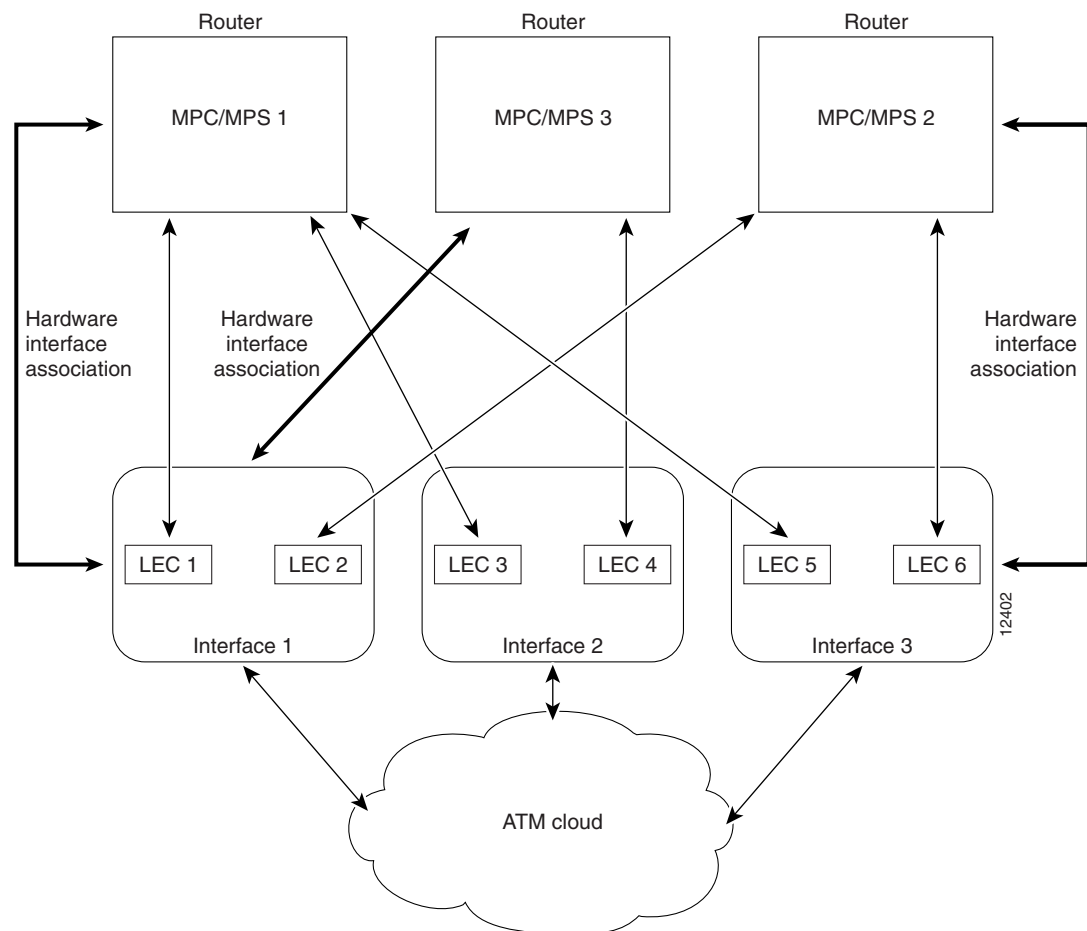 Router
Router
Router
MPC/MPS 1
MPC/MPS 3
MPC/MPS 2
Hardware
interface
association
Hardware
interface
association
Hardware
interface
association
LEC 1
LEC 2
LEC 3
LEC 4
LEC 5
LEC 6
Interface 1
Interface 2
Interface 3
12402
ATM cloud